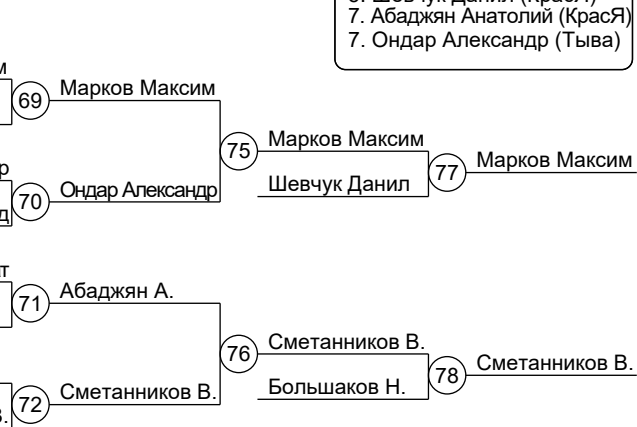 7. Абаджян Анатолий (КрасЯ)
7. Ондар Александр (Тыва)
69 Марков Максим
75 Марков Максим
77 Марков Максим
70 Ондар Александр
Шевчук Данил
71 Абаджян А.
76 Сметанников В.
78 Сметанников В.
72 Сметанников В.
Большаков Н.